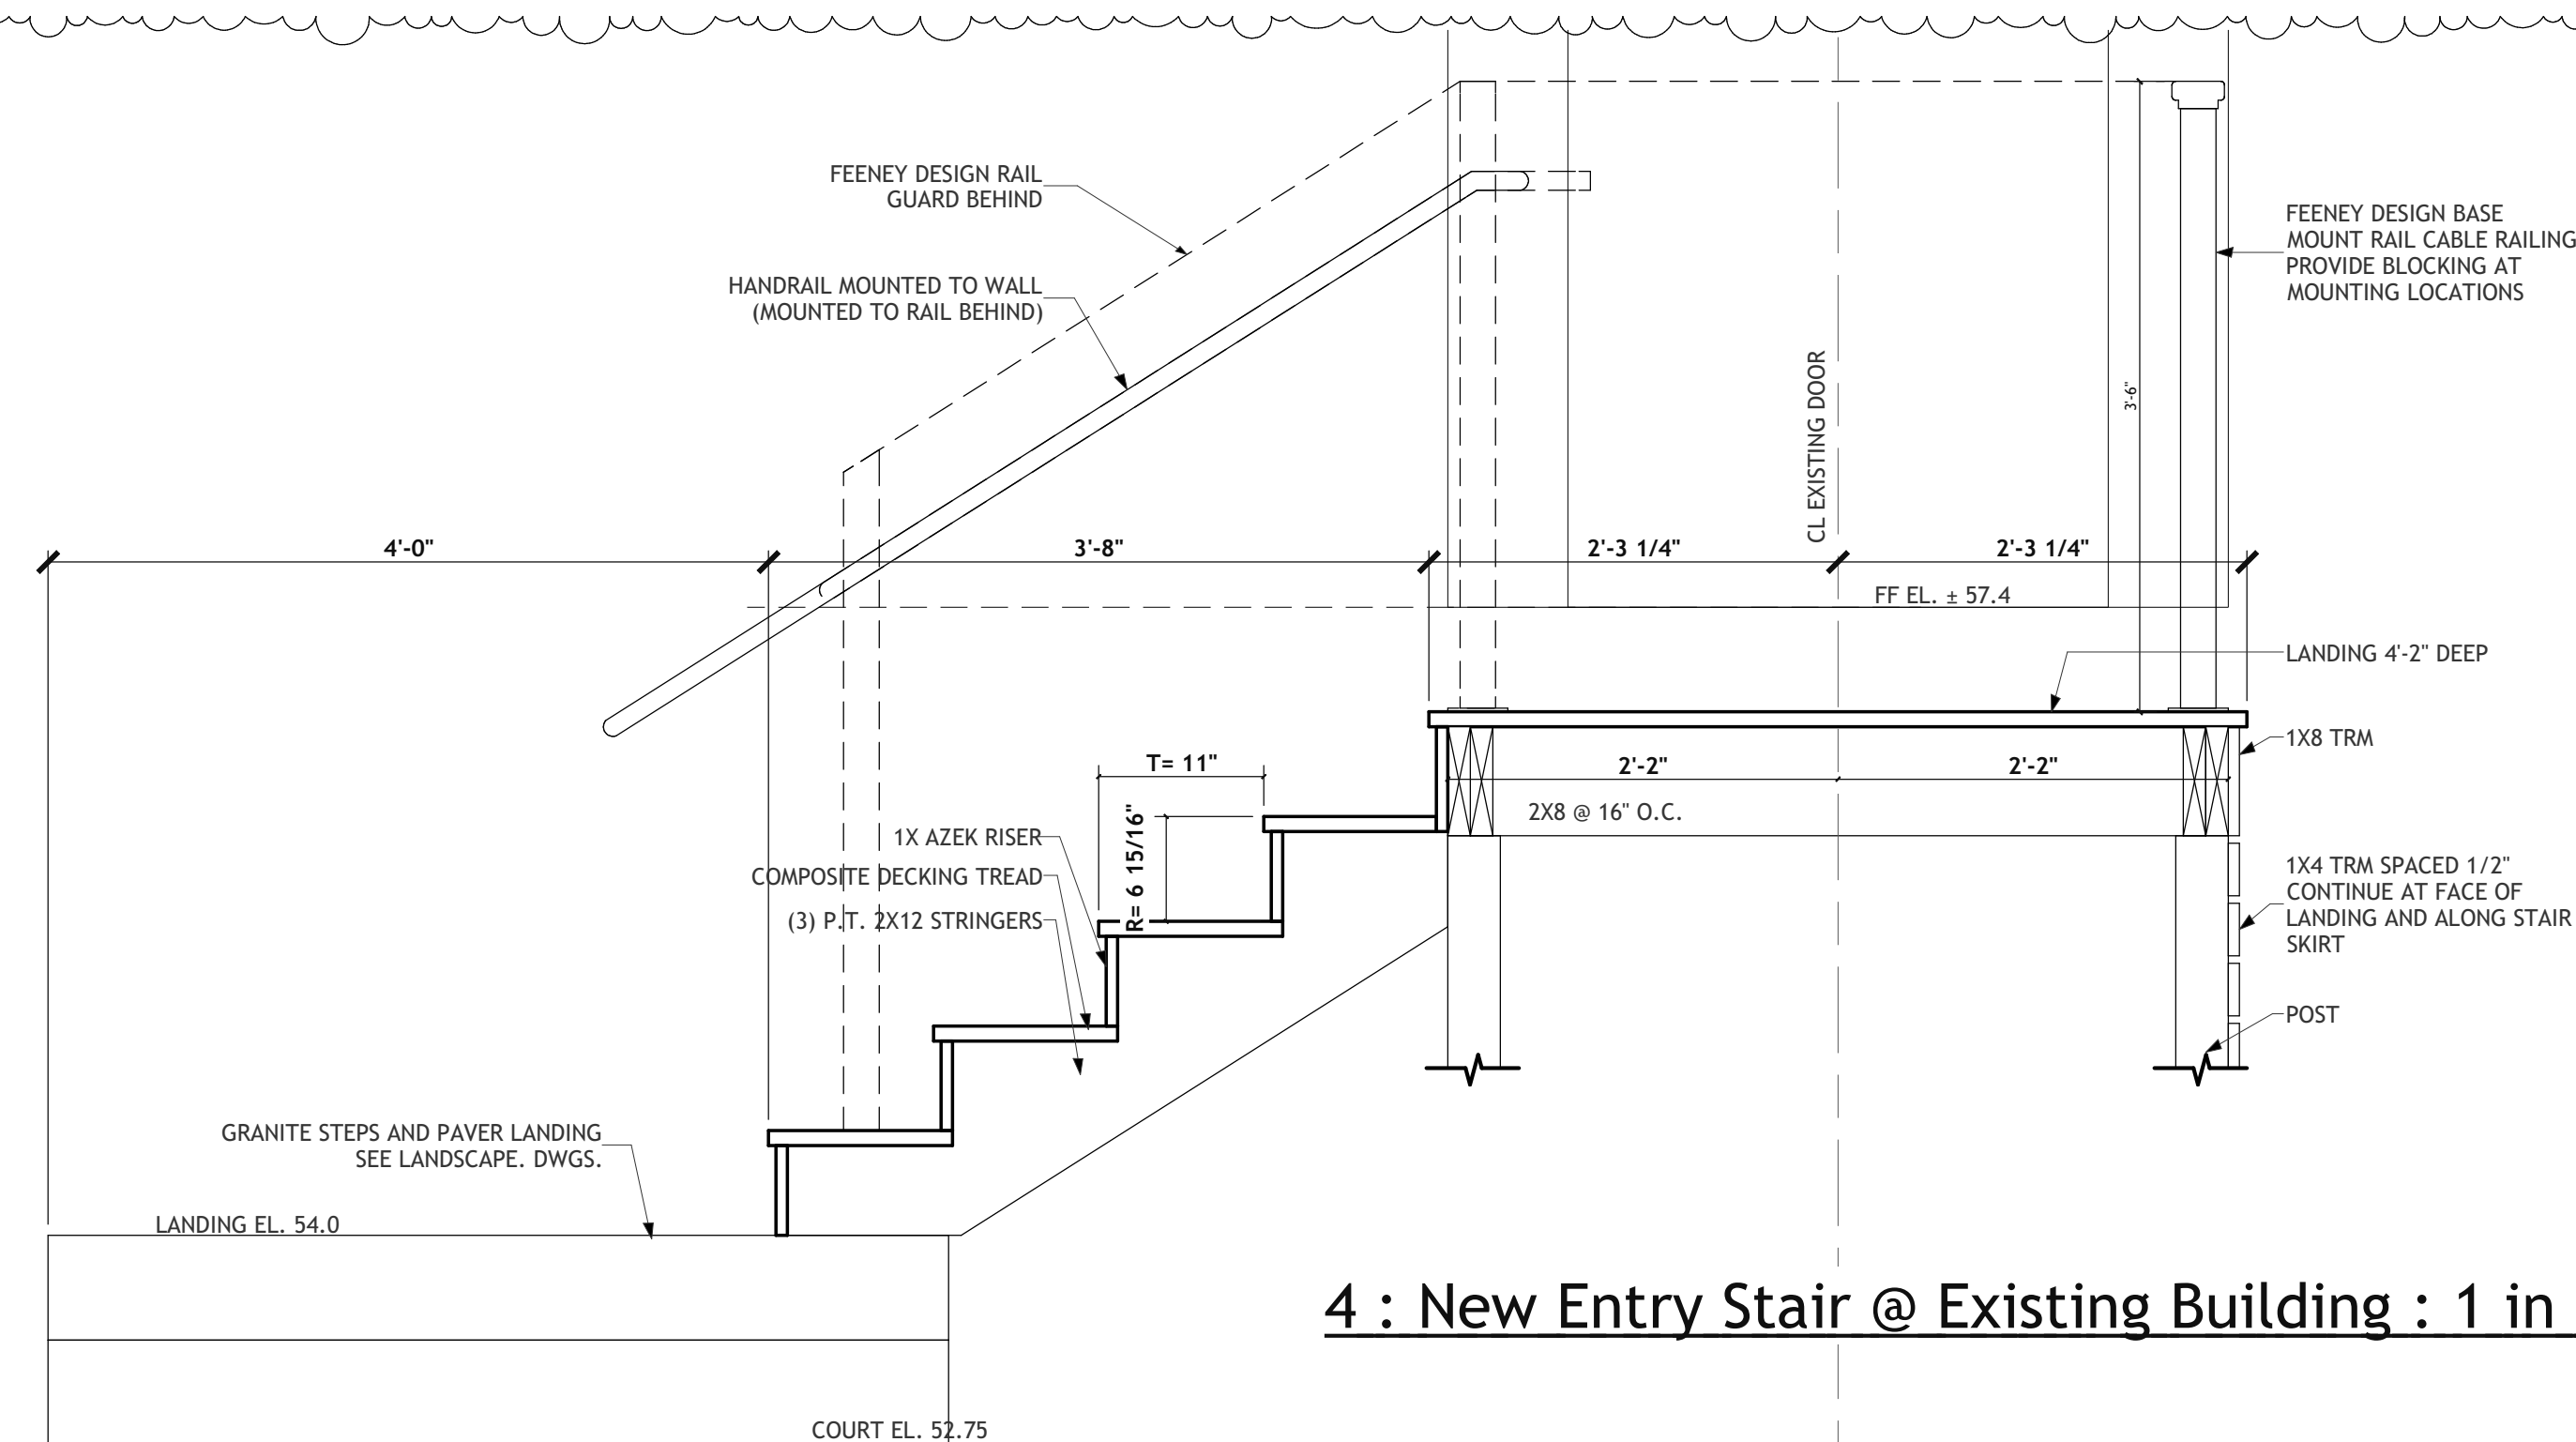 FEENEY DESIGN RAIL
GUARD BEHIND
HANDRAIL MOUNTED TO WALL
(MOUNTED TO RAIL BEHIND)
FEENEY DESIGN BASE
MOUNT RAIL CABLE RAILING
PROVIDE BLOCKING AT
MOUNTING LOCATIONS
CL EXISTING DOOR
3'-6"
4'-0"
3'-8"
2'-3 1/4"
2'-3 1/4"
FF EL. ± 57.4
LANDING 4'-2" DEEP
1X8 TRM
T= 11"
2'-2"
2'-2"
R= 6 15/16"
2X8 @ 16" O.C.
1X AZEK RISER
COMPOSITE DECKING TREAD
(3) P.T. 2X12 STRINGERS
1X4 TRM SPACED 1/2"
CONTINUE AT FACE OF
LANDING AND ALONG STAIR
SKIRT
POST
GRANITE STEPS AND PAVER LANDING
SEE LANDSCAPE. DWGS.
LANDING EL. 54.0
4 : New Entry Stair @ Existing Building : 1 in
COURT EL. 52.75